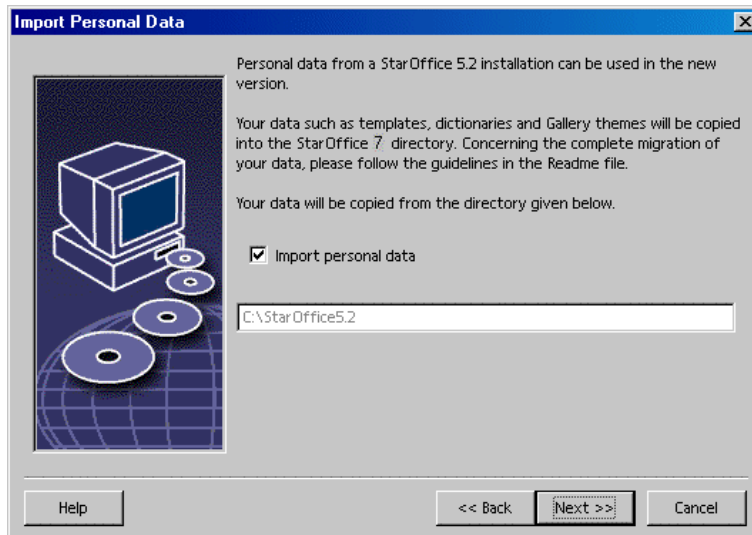 Import Personal Data
Personal data from a StarOffice 5.2 installation can be used in the new
version.
Your data such as templates, dictionaries and Gallery themes will be copied
into the StarOffice 7 directory. Concerning the complete migration of
your data, please follow the guidelines in the Readme file.
Your data will be copied from the directory given below.
Import personal data
C:\StarOffice5.2
Help
<< Back
Next >>
Cancel